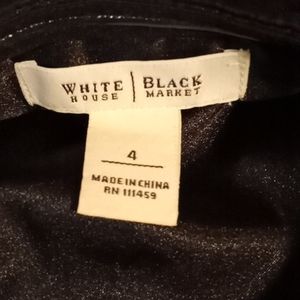 WHITE | BLACK
HOUSE | MARKET
4
MADE IN CHINA
RN 111459